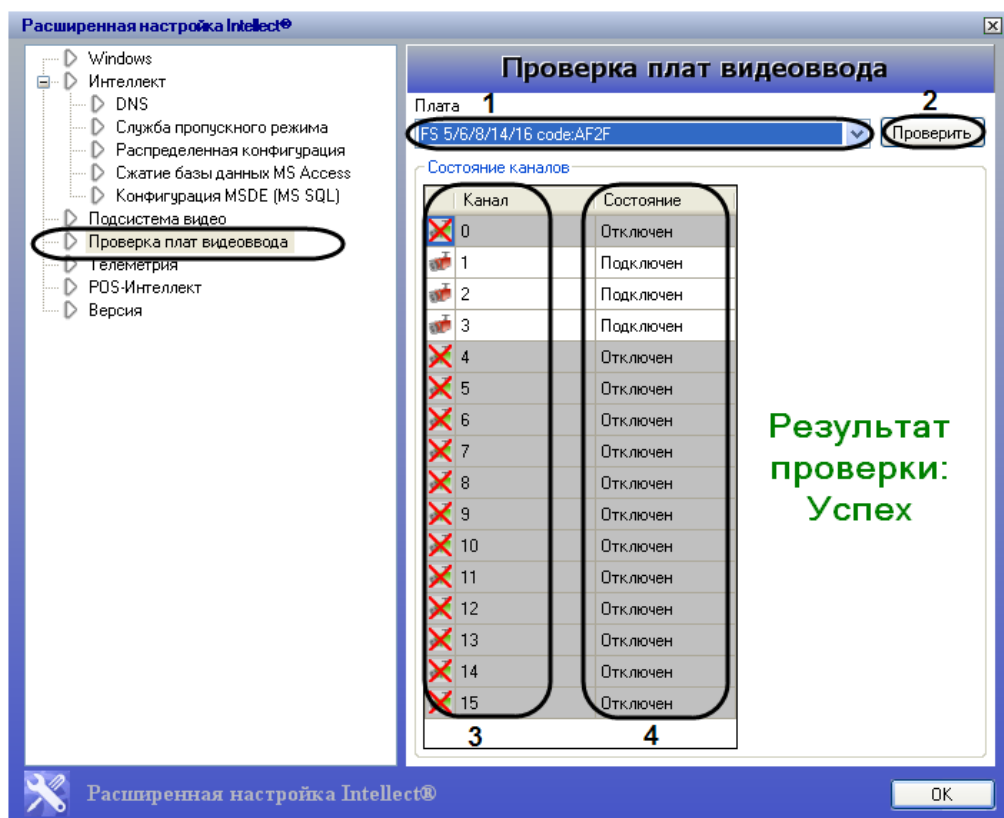 Расширенная настройка Intellect®
Windows
Интеллект
DNS
Служба пропускного режима
Распределенная конфигурация
Сжатие базы данных MS Access
Конфигурация MSDE (MS SQL)
Подсистема видео
Проверка плат видеоввода
Телеметрия
POS-Интеллект
Версия
Проверка плат видеоввода
Плата 1 2
FS 5/6/8/14/16 code:AF2F Проверить
Состояние каналов
Канал Состояние
0 Отключен
1 Подключен
2 Подключен
3 Подключен
4 Отключен
5 Отключен
6 Отключен
7 Отключен
8 Отключен
9 Отключен
10 Отключен
11 Отключен
12 Отключен
13 Отключен
14 Отключен
15 Отключен
3 4
Результат
проверки:
Успех
Расширенная настройка Intellect®
OK